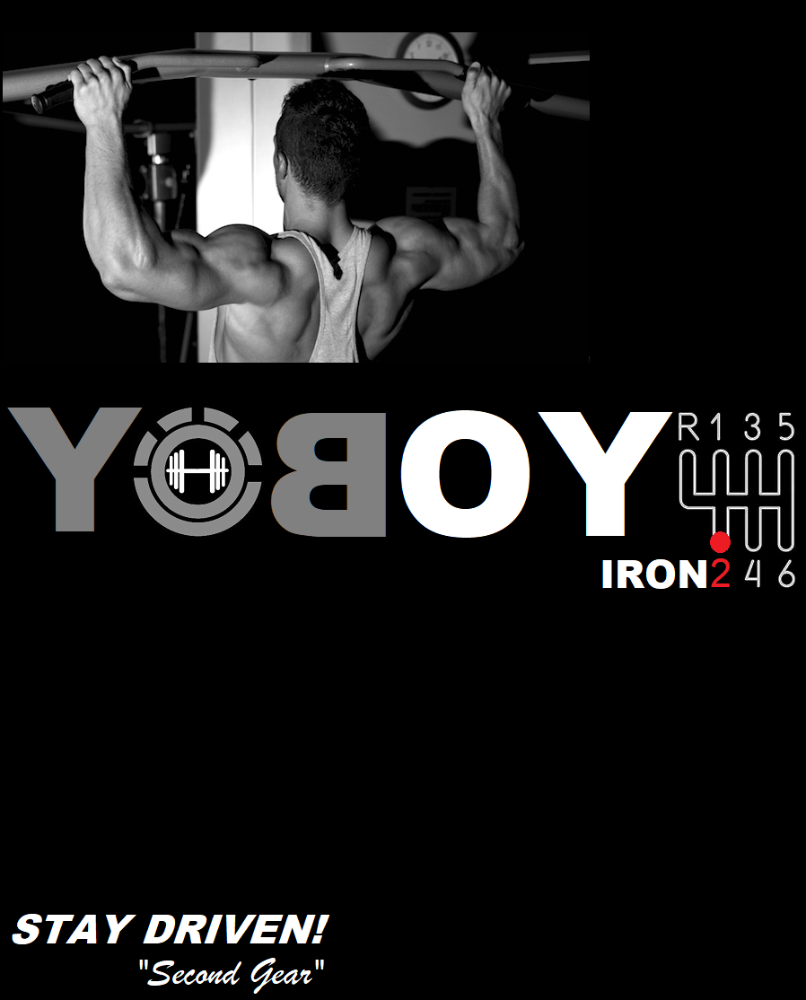 YOBOY
R 1 3 5
IRON2 4 6
STAY DRIVEN!
"Second Gear"